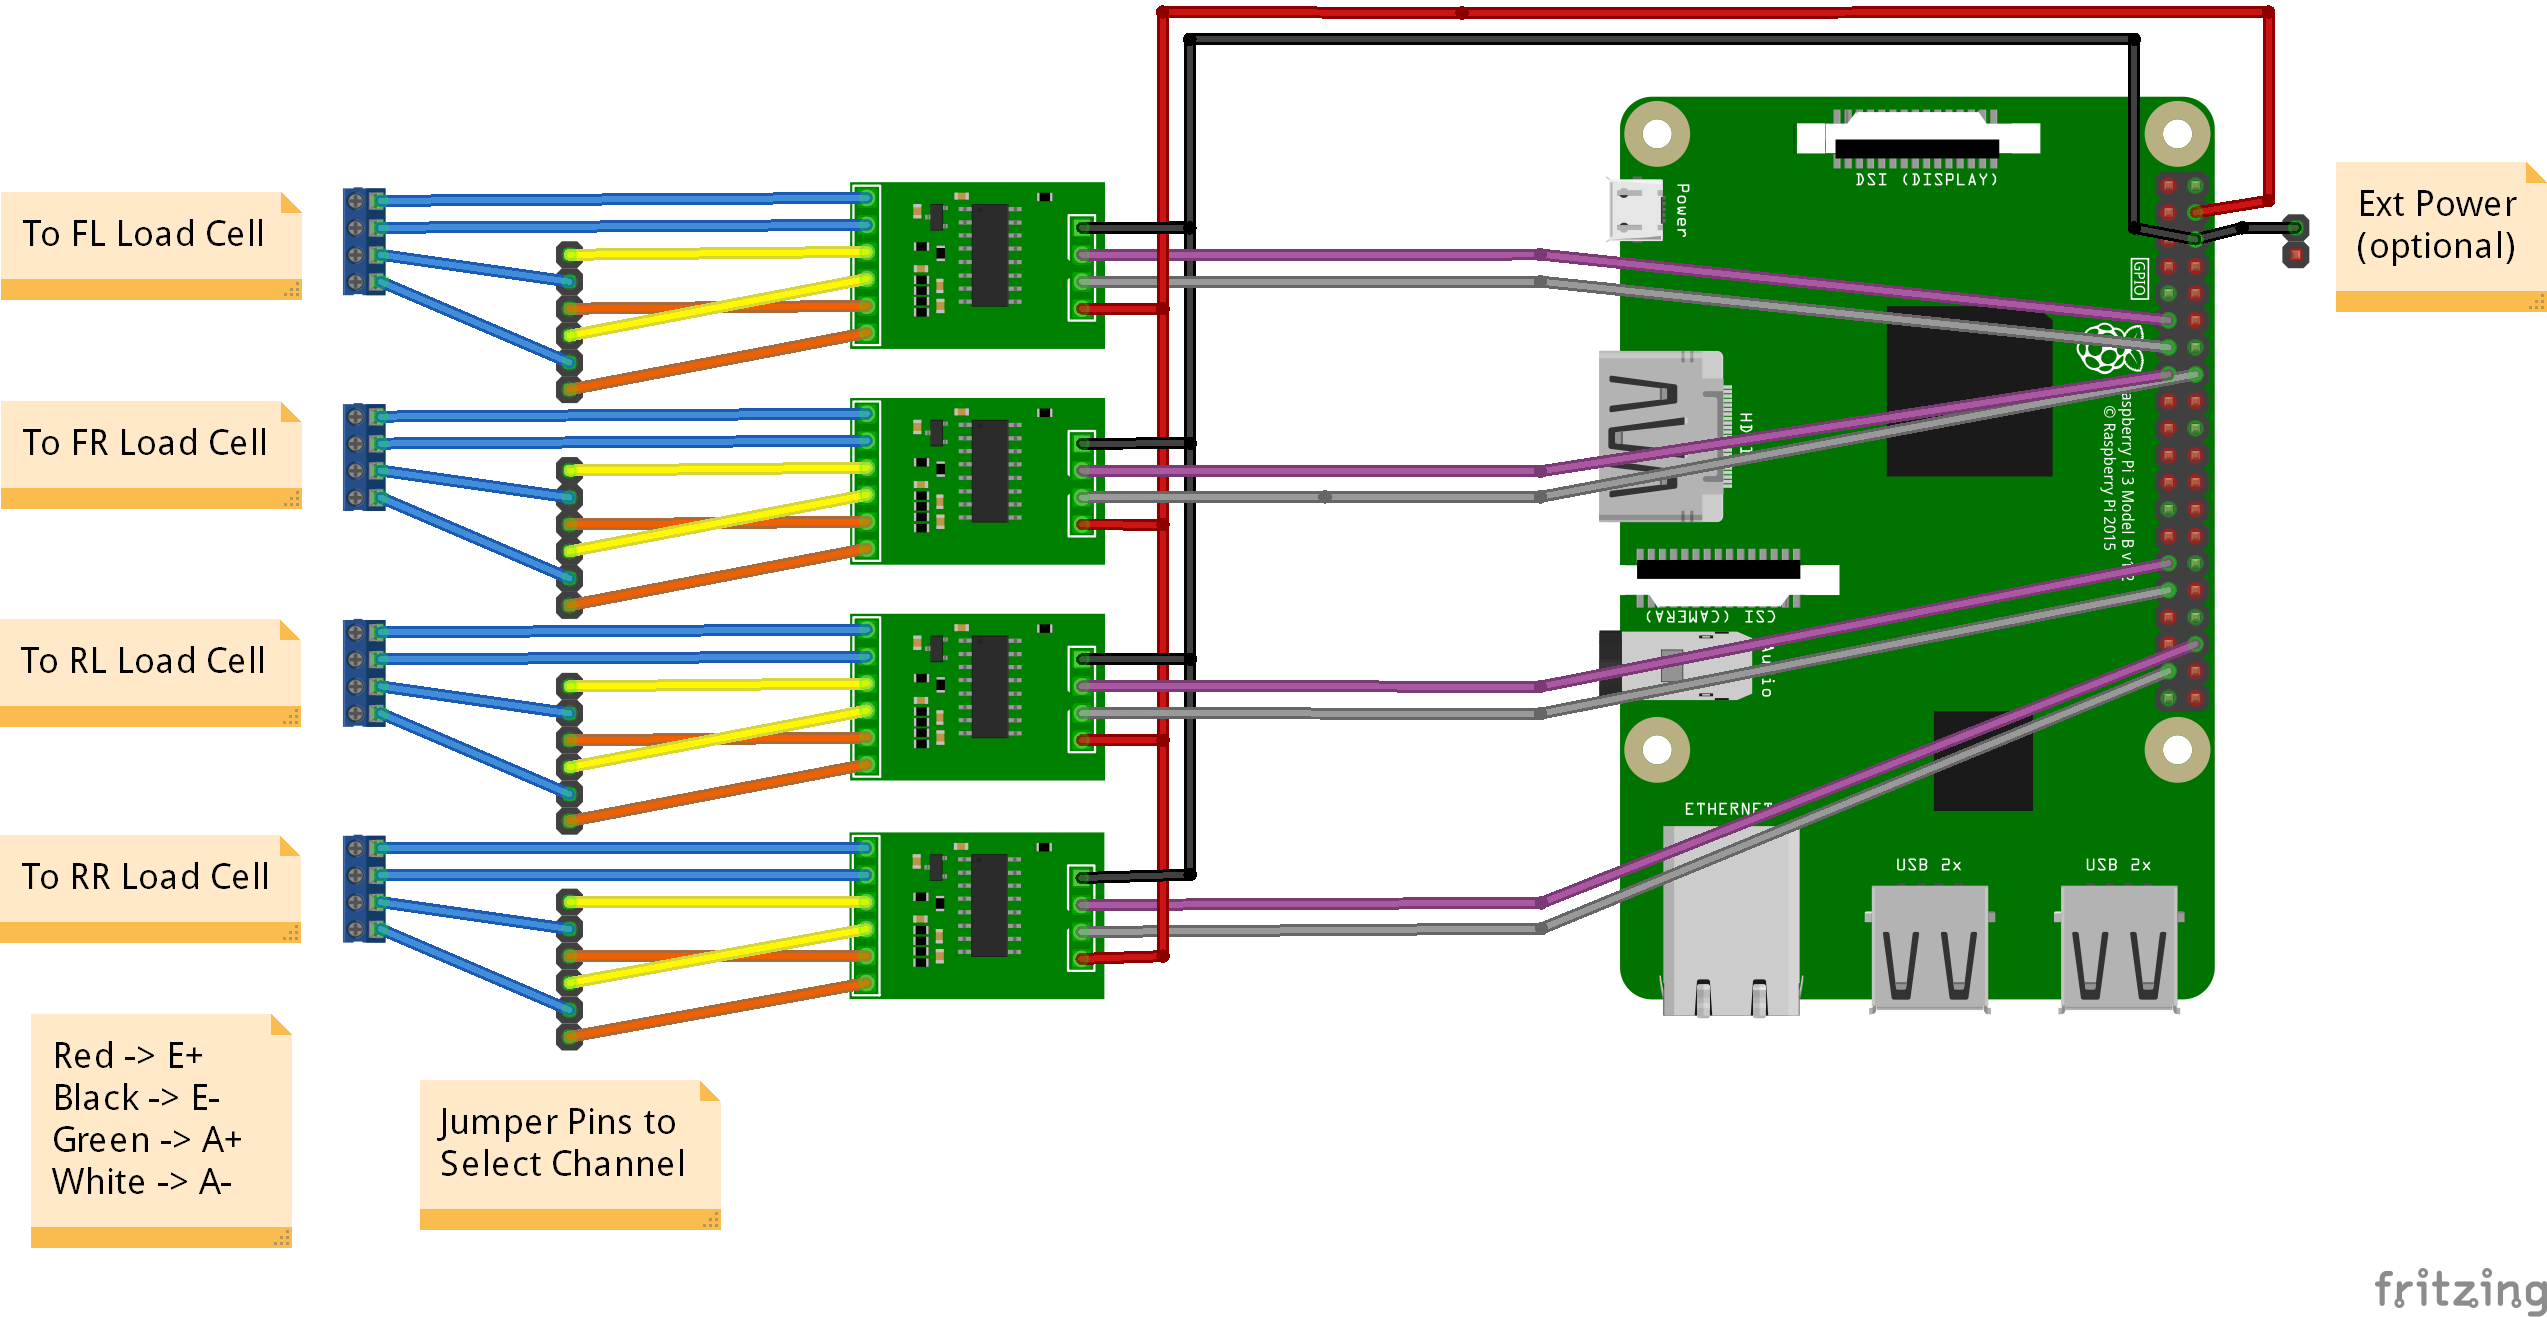 To FL Load Cell
To FR Load Cell
To RL Load Cell
To RR Load Cell
Red -> E+
Black -> E-
Green -> A+
White -> A-
Jumper Pins to
Select Channel
DSI (DISPLAY)
Power
GPIO
Raspberry Pi 3 Model B v1.2
© Raspberry Pi 2015
CSI (CAMERA)
Audio
ETHERNET
USB 2x
USB 2x
Ext Power
(optional)
fritzing